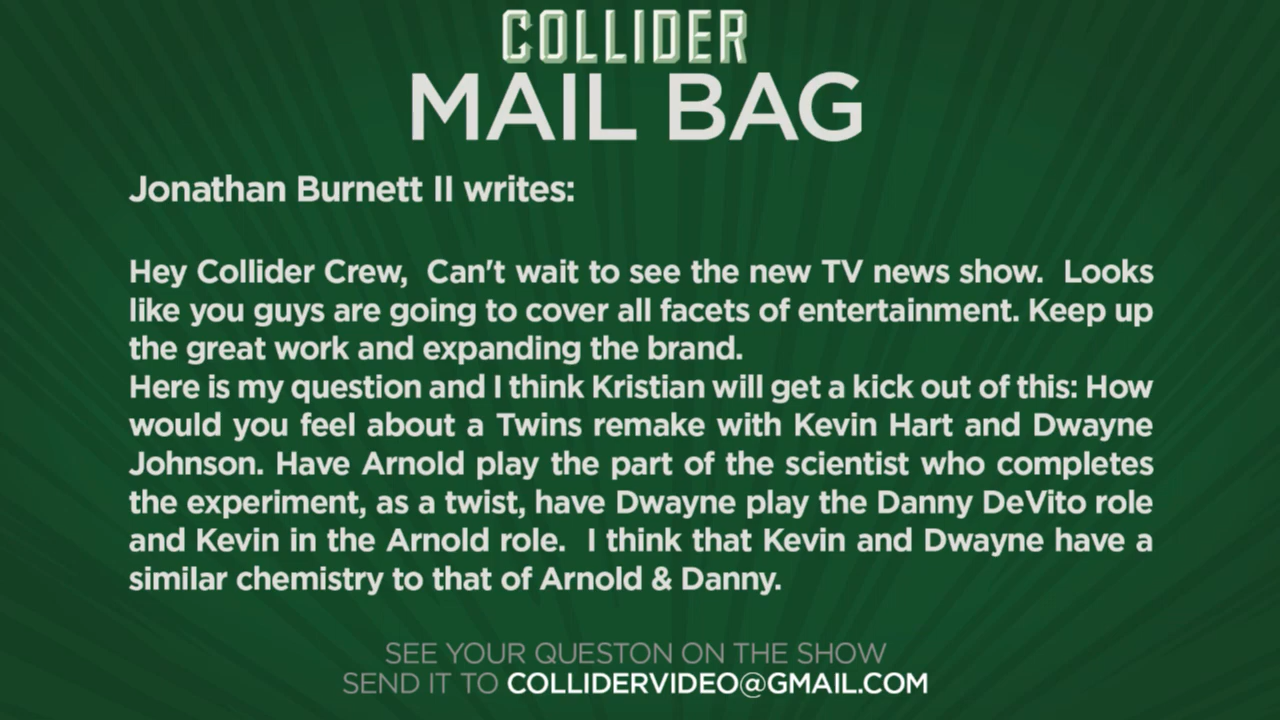 COLLIDER
MAIL BAG
Jonathan Burnett II writes:
Hey Collider Crew,  Can't wait to see the new TV news show.  Looks
like you guys are going to cover all facets of entertainment. Keep up
the great work and expanding the brand.
Here is my question and I think Kristian will get a kick out of this: How
would you feel about a Twins remake with Kevin Hart and Dwayne
Johnson. Have Arnold play the part of the scientist who completes
the experiment, as a twist, have Dwayne play the Danny DeVito role
and Kevin in the Arnold role.  I think that Kevin and Dwayne have a
similar chemistry to that of Arnold & Danny.
SEE YOUR QUESTON ON THE SHOW
SEND IT TO COLLIDERVIDEO@GMAIL.COM